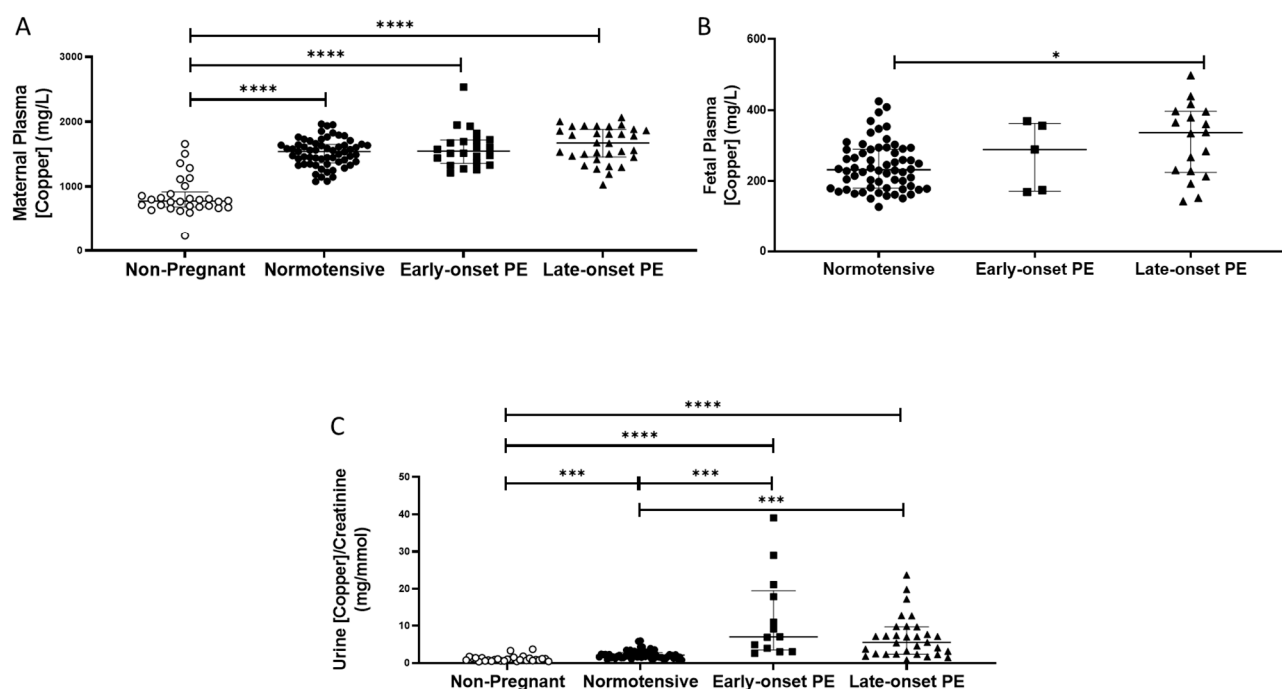 A
****
****
****
3000
2000
1000
0
Maternal Plasma
[Copper] (mg/L)
Non-Pregnant Normotensive Early-onset PE Late-onset PE
B
*
600
400
200
0
Fetal Plasma
[Copper] (mg/L)
Normotensive Early-onset PE Late-onset PE
C
****
****
*** ***
***
50
40
30
20
10
0
Urine [Copper]/Creatinine
(mg/mmol)
Non-Pregnant Normotensive Early-onset PE Late-onset PE